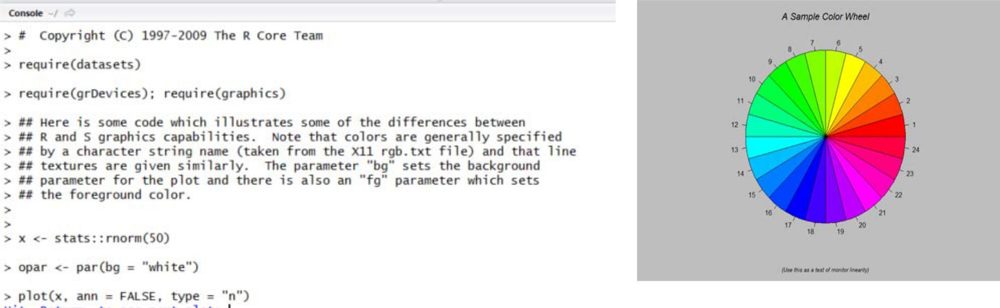 Console ~/
> #  Copyright (C) 1997-2009 The R Core Team
>
> require(datasets)
> require(grDevices); require(graphics)
> ## Here is some code which illustrates some of the differences between
> ## R and S graphics capabilities.  Note that colors are generally specified
> ## by a character string name (taken from the X11 rgb.txt file) and that line
> ## textures are given similarly.  The parameter "bg" sets the background
> ## parameter for the plot and there is also an "fg" parameter which sets
> ## the foreground color.
>
>
> x <- stats::rnorm(50)
> opar <- par(bg = "white")
> plot(x, ann = FALSE, type = "n")
A Sample Color Wheel
1
2
3
4
5
6
7
8
9
10
11
12
13
14
15
16
17
18
19
20
21
22
23
24
(Use this as a test of monitor linearity)